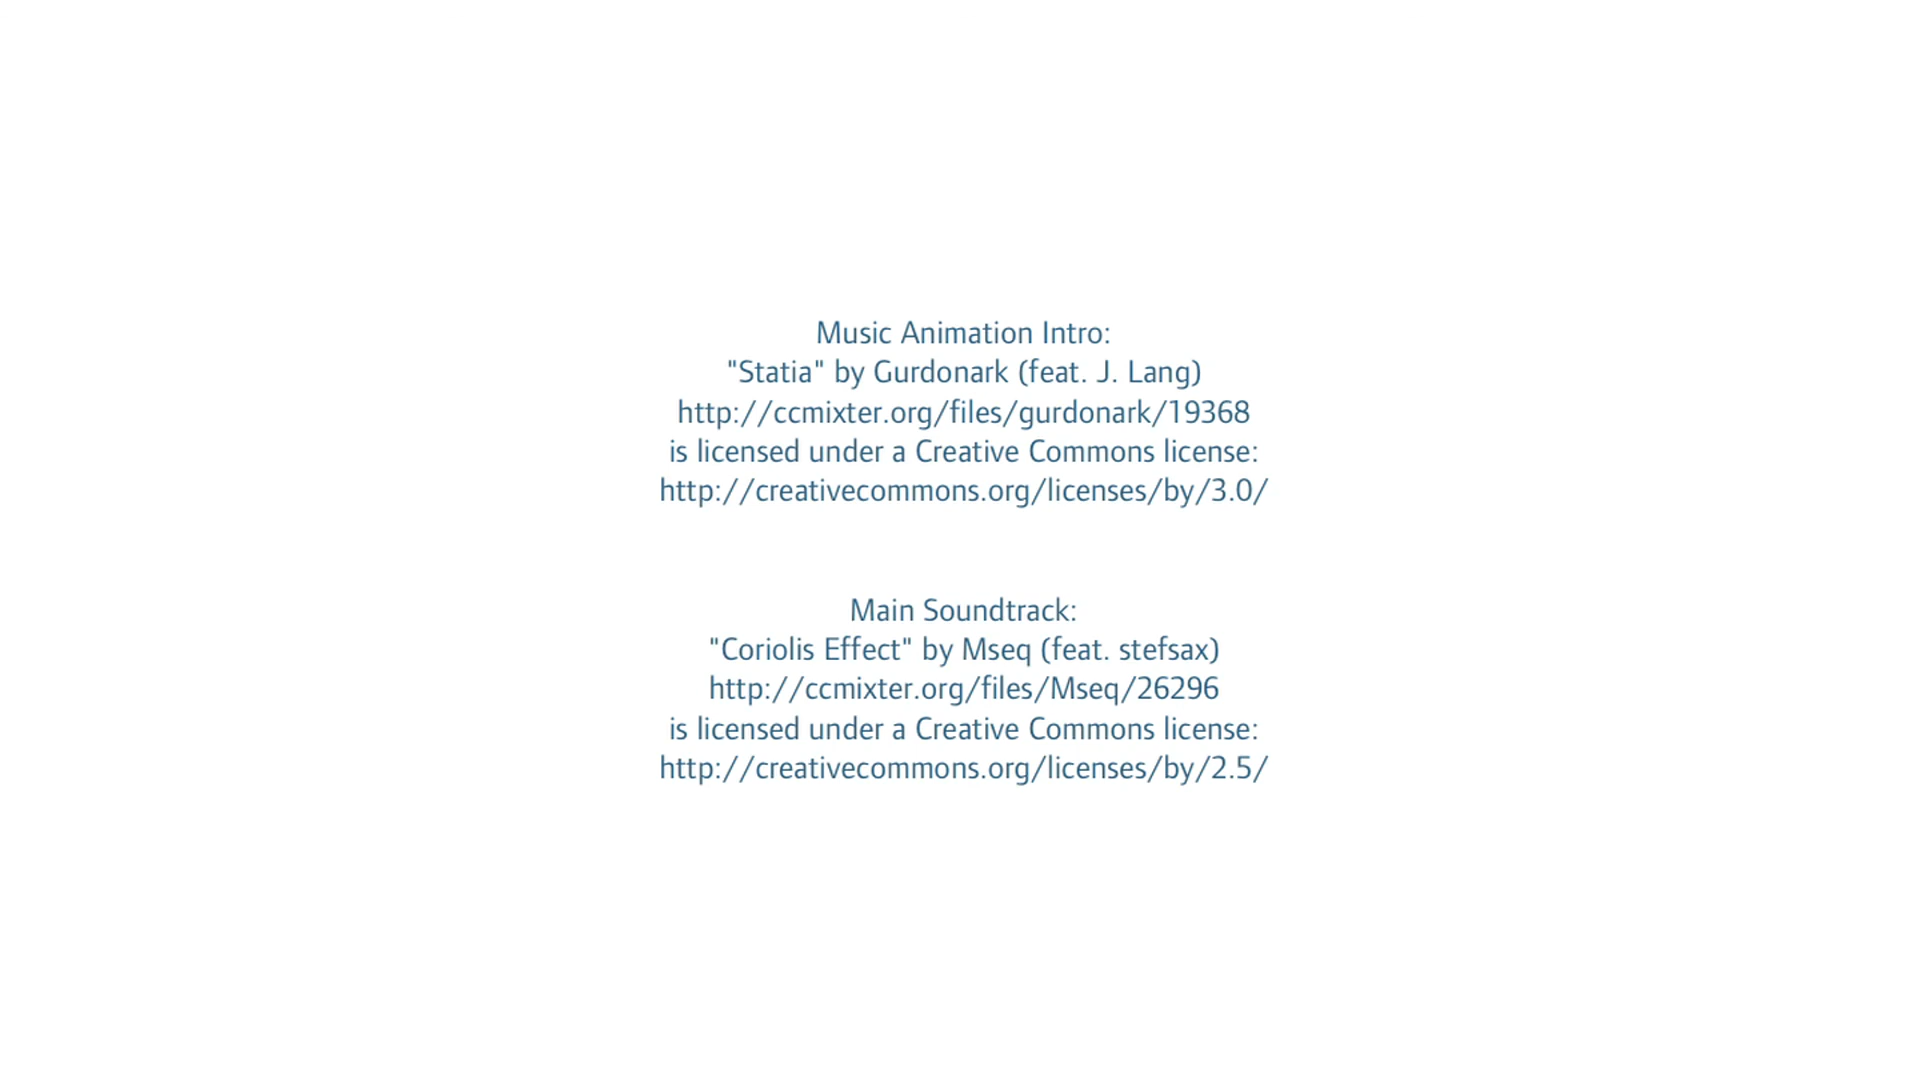 Music Animation Intro:
"Statia" by Gurdonark (feat. J. Lang)
http://ccmixter.org/files/gurdonark/19368
is licensed under a Creative Commons license:
http://creativecommons.org/licenses/by/3.0/
Main Soundtrack:
"Coriolis Effect" by Mseq (feat. stefsax)
http://ccmixter.org/files/Mseq/26296
is licensed under a Creative Commons license:
http://creativecommons.org/licenses/by/2.5/